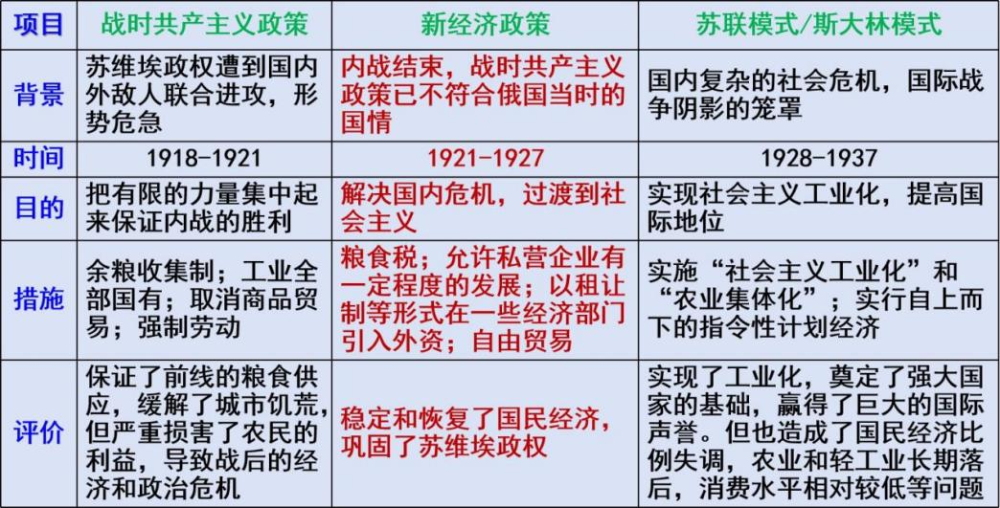 项目
战时共产主义政策
新经济政策
苏联模式/斯大林模式
背景
苏维埃政权遭到国内
外敌人联合进攻，形
势危急
内战结束，战时共产主义
政策已不符合俄国当时的
国情
国内复杂的社会危机，国际战
争阴影的笼罩
时间
1918-1921
1921-1927
1928-1937
目的
把有限的力量集中起
来保证内战的胜利
解决国内危机，过渡到社
会主义
实现社会主义工业化，提高国
际地位
措施
余粮收集制；工业全
部国有；取消商品贸
易；强制劳动
粮食税；允许私营企业有
一定程度的发展；以租让
制等形式在一些经济部门
引入外资；自由贸易
实施“社会主义工业化”和
“农业集体化”；实行自上而
下的指令性计划经济
评价
保证了前线的粮食供
应，缓解了城市饥荒，
但严重损害了农民的
利益，导致战后的经
济和政治危机
稳定和恢复了国民经济，
巩固了苏维埃政权
实现了工业化，奠定了强大国
家的基础，赢得了巨大的国际
声誉。但也造成了国民经济比
例失调，农业和轻工业长期落
后，消费水平相对较低等问题